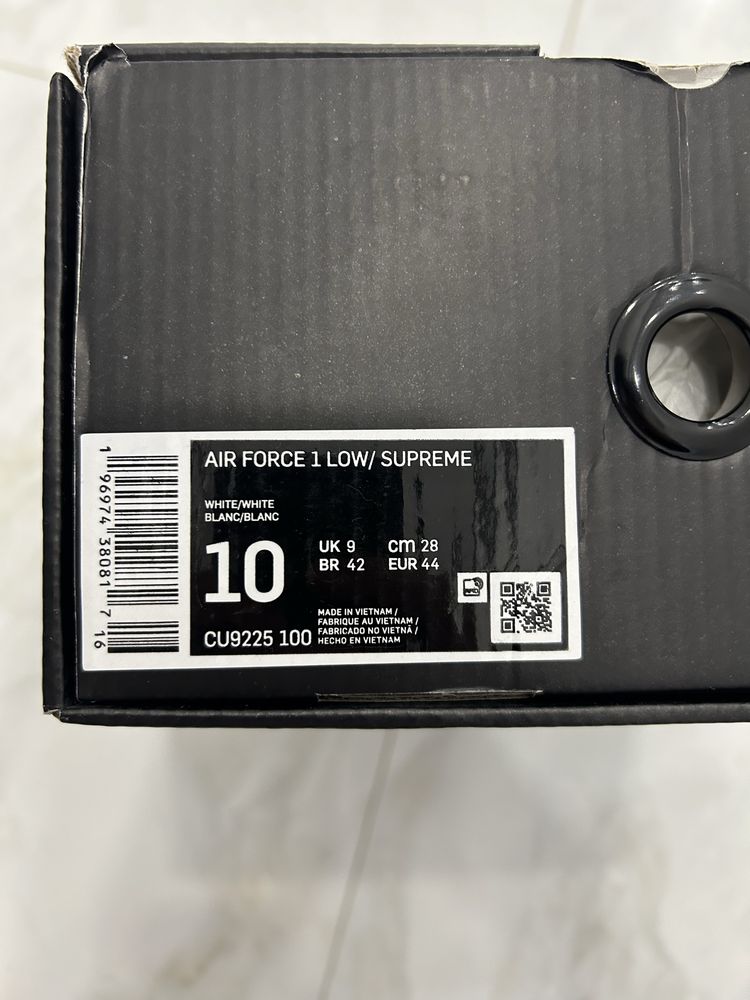 AIR FORCE 1 LOW/ SUPREME
WHITE/WHITE
BLANC/BLANC
10
UK 9 cm 28
BR 42 EUR 44
CU9225 100
MADE IN VIETNAM /
FABRIQUE AU VIETNAM /
FABRICADO NO VIETNÃ /
HECHO EN VIETNAM
1 96974 38081 7 16